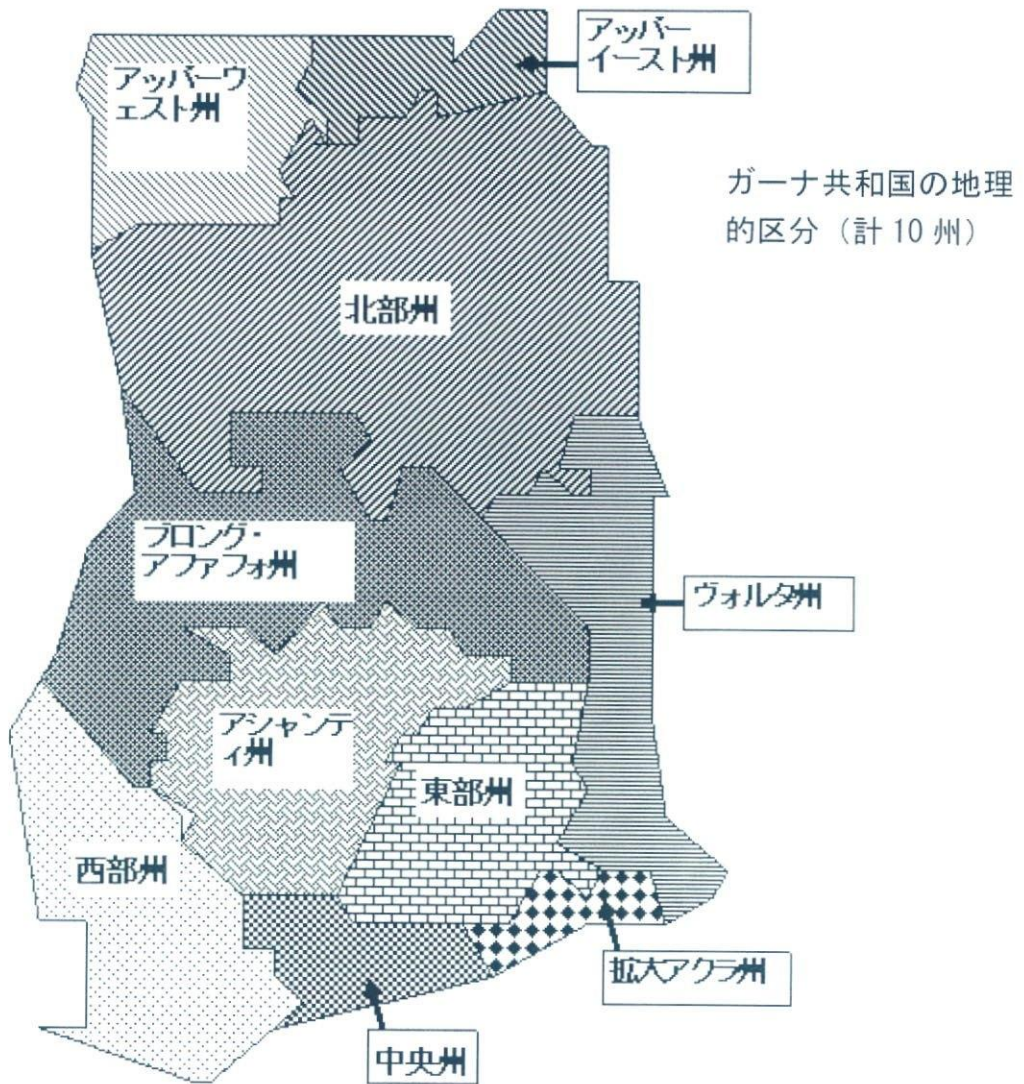 アッパー
イースト州
アッパーウ
ェスト州
ガーナ共和国の地理
的区分（計 10 州）
北部州
ブロング・
アファフォ州
ヴォルタ州
アシャンテ
ィ州
東部州
西部州
拡大アクラ州
中央州